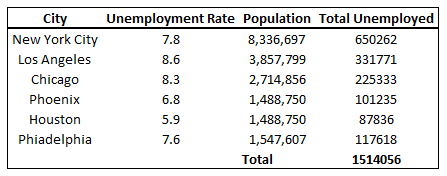 City Unemployment Rate Population Total Unemployed
New York City 7.8 8,336,697 650262
Los Angeles 8.6 3,857,799 331771
Chicago 8.3 2,714,856 225333
Phoenix 6.8 1,488,750 101235
Houston 5.9 1,488,750 87836
Phiadelphia 7.6 1,547,607 117618
Total 1514056